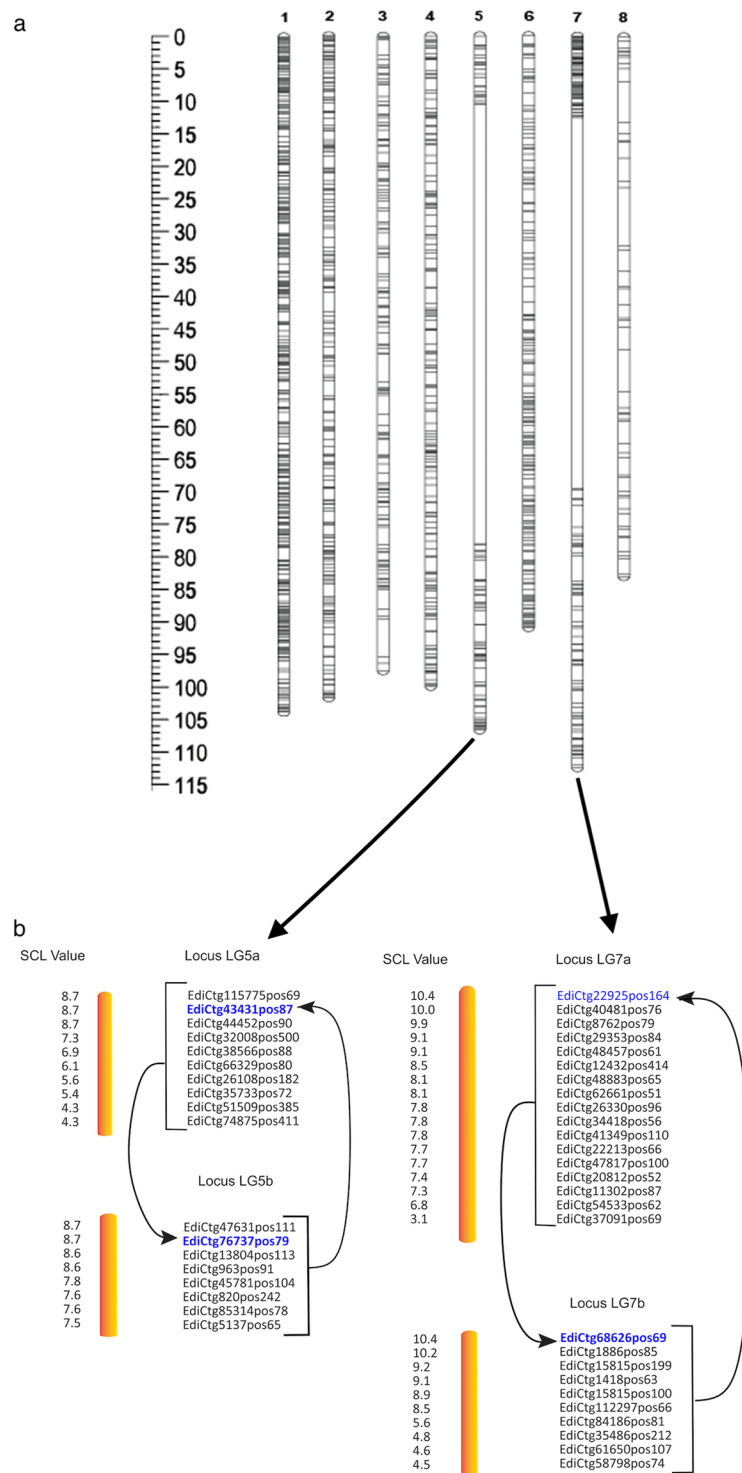 a
1 2 3 4 5 6 7 8
0
5
10
15
20
25
30
35
40
45
50
55
60
65
70
75
80
85
90
95
100
105
110
115
b
SCL Value Locus LG5a
8.7 EdiCtg115775pos69
8.7 EdiCtg43431pos87
8.7 EdiCtg44452pos90
7.3 EdiCtg32008pos500
6.9 EdiCtg38566pos88
6.1 EdiCtg66329pos80
5.6 EdiCtg26108pos182
5.4 EdiCtg35733pos72
4.3 EdiCtg51509pos385
4.3 EdiCtg74875pos411
Locus LG5b
8.7 EdiCtg47631pos111
8.7 EdiCtg76737pos79
8.6 EdiCtg13804pos113
8.6 EdiCtg963pos91
7.8 EdiCtg45781pos104
7.6 EdiCtg820pos242
7.6 EdiCtg85314pos78
7.5 EdiCtg5137pos65
SCL Value Locus LG7a
10.4 EdiCtg22925pos164
10.0 EdiCtg40481pos76
9.9 EdiCtg8762pos79
9.1 EdiCtg29353pos84
9.1 EdiCtg48457pos61
8.5 EdiCtg12432pos414
8.1 EdiCtg48883pos65
8.1 EdiCtg62661pos51
7.8 EdiCtg26330pos96
7.8 EdiCtg34418pos56
7.8 EdiCtg41349pos110
7.7 EdiCtg22213pos66
7.7 EdiCtg47817pos100
7.4 EdiCtg20812pos52
7.3 EdiCtg11302pos87
6.8 EdiCtg54533pos62
3.1 EdiCtg37091pos69
Locus LG7b
10.4 EdiCtg68626pos69
10.2 EdiCtg1886pos85
9.2 EdiCtg15815pos199
9.1 EdiCtg1418pos63
8.9 EdiCtg15815pos100
8.5 EdiCtg112297pos66
5.6 EdiCtg84186pos81
4.8 EdiCtg35486pos212
4.6 EdiCtg61650pos107
4.5 EdiCtg58798pos74